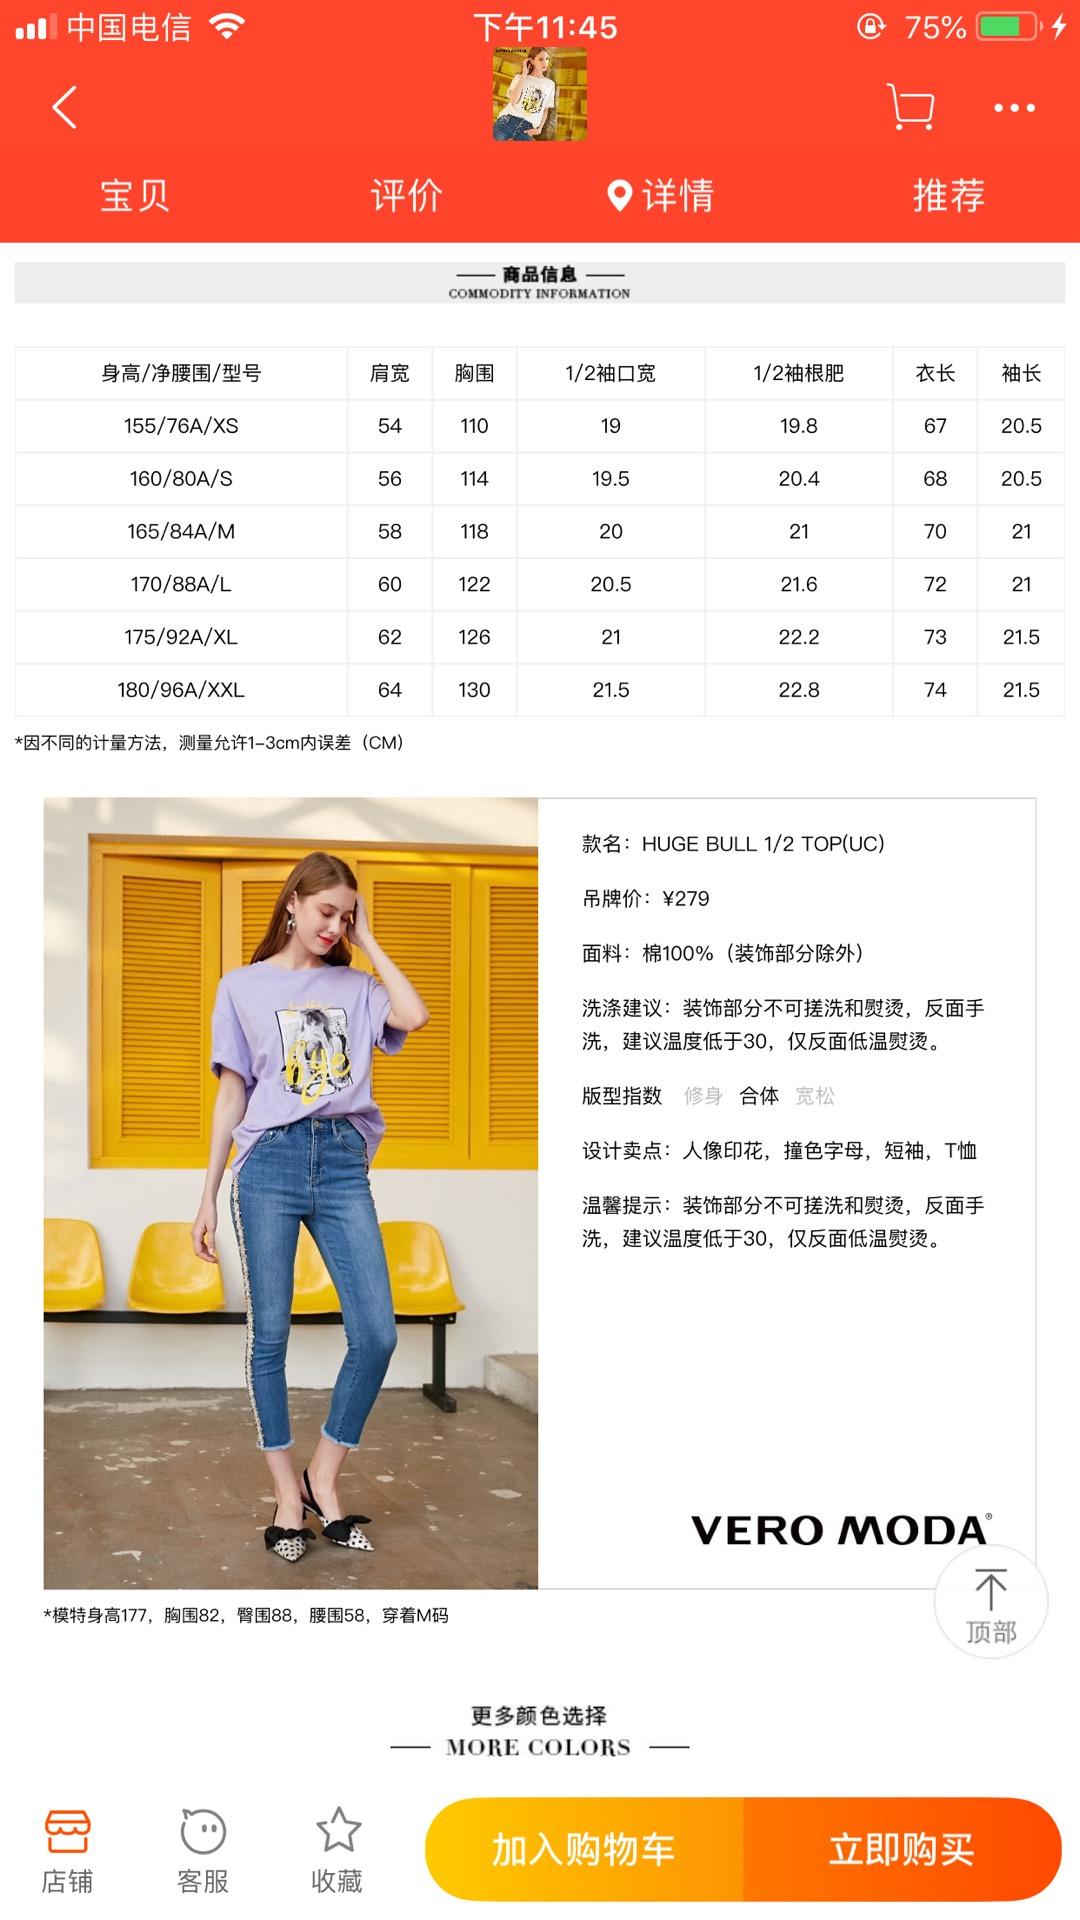 中国电信 下午11:45 75%
VERO MODA
宝贝 评价 详情 推荐
商品信息
COMMODITY INFORMATION
身高/净腰围/型号 肩宽 胸围 1/2袖口宽 1/2袖根肥 衣长 袖长
155/76A/XS 54 110 19 19.8 67 20.5
160/80A/S 56 114 19.5 20.4 68 20.5
165/84A/M 58 118 20 21 70 21
170/88A/L 60 122 20.5 21.6 72 21
175/92A/XL 62 126 21 22.2 73 21.5
180/96A/XXL 64 130 21.5 22.8 74 21.5
*因不同的计量方法，测量允许1-3cm内误差（CM）
款名：HUGE BULL 1/2 TOP(UC)
吊牌价：¥279
面料：棉100%（装饰部分除外）
洗涤建议：装饰部分不可搓洗和熨烫，反面手
洗，建议温度低于30，仅反面低温熨烫。
版型指数 修身 合体 宽松
设计卖点：人像印花，撞色字母，短袖，T恤
温馨提示：装饰部分不可搓洗和熨烫，反面手
洗，建议温度低于30，仅反面低温熨烫。
bye
VERO MODA®
顶部
*模特身高177，胸围82，臀围88，腰围58，穿着M码
更多颜色选择
MORE COLORS
店铺 客服 收藏 加入购物车 立即购买